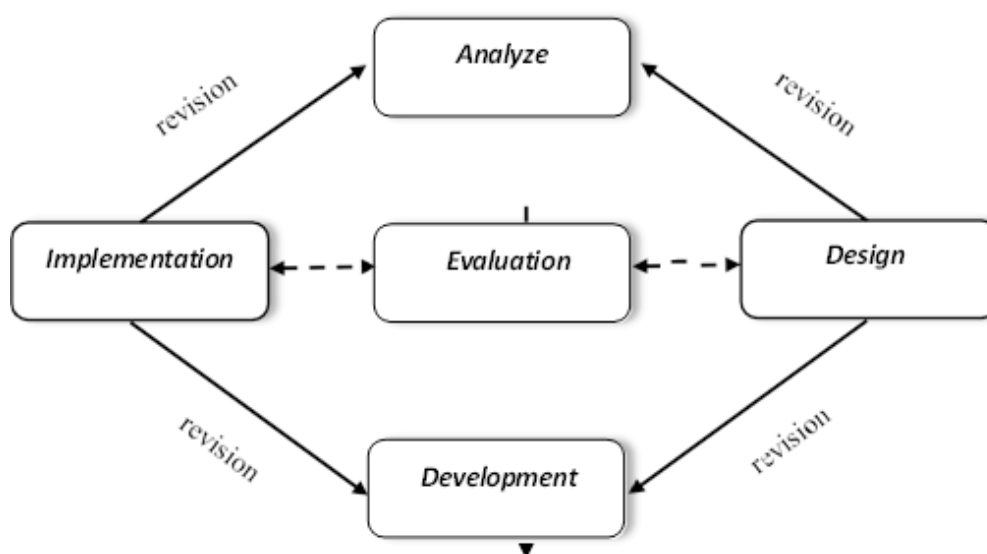 Analyze
revision
revision
Implementation
Evaluation
Design
revision
revision
Development